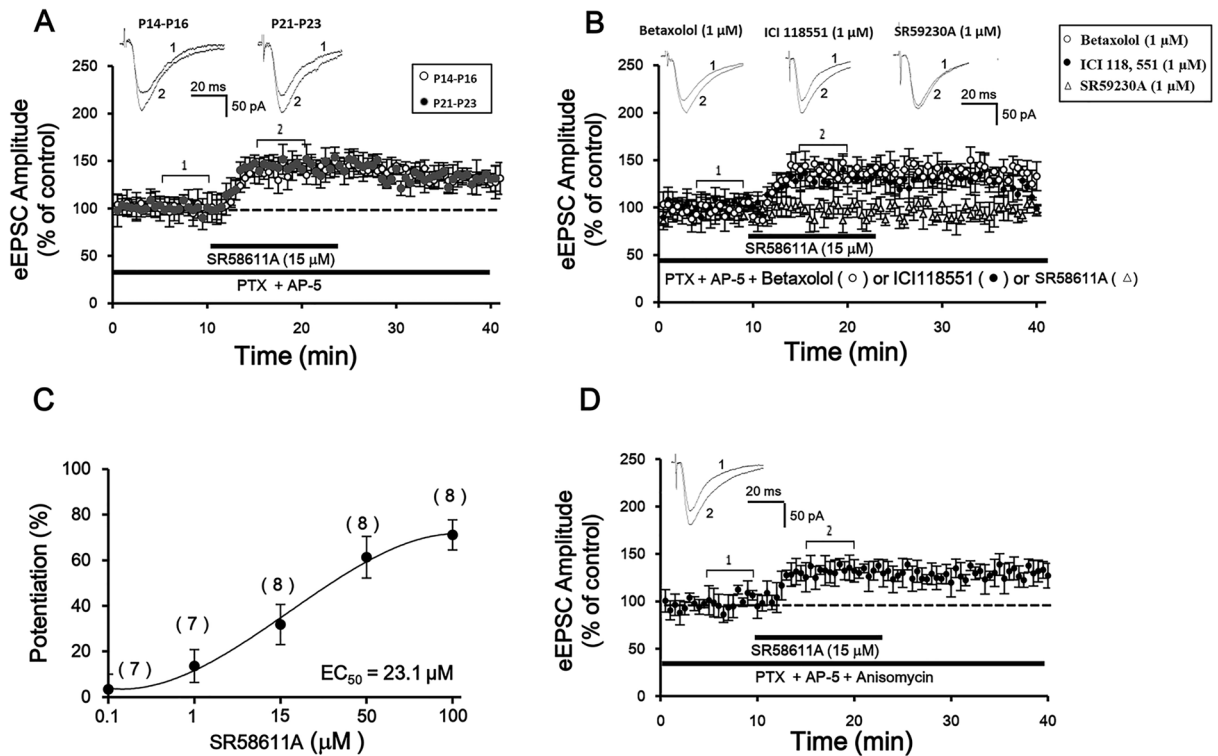 A
P14-P16
P21-P23
1
2
1
2
20 ms
50 pA
P14-P16
P21-P23
250
200
150
100
50
0
eEPSC Amplitude
(% of control)
1
2
SR58611A (15 μM)
PTX + AP-5
0
10
20
30
40
Time (min)
B
Betaxolol (1 μM)
ICI 118551 (1 μM)
SR59230A (1 μM)
1
2
1
2
1
2
20 ms
50 pA
Betaxolol (1 μM)
ICI 118, 551 (1 μM)
SR59230A (1 μM)
250
200
150
100
50
0
eEPSC Amplitude
(% of control)
1
2
SR58611A (15 μM)
PTX + AP-5 + Betaxolol ( ○ ) or ICI118551 ( ● ) or SR58611A ( △ )
0
10
20
30
40
Time (min)
C
100
80
60
40
20
0
Potentiation (%)
( 7 )
( 7 )
( 8 )
( 8 )
( 8 )
EC50 = 23.1 μM
0.1
1
15
50
100
SR58611A (μM)
D
1
2
20 ms
50 pA
250
200
150
100
50
0
eEPSC Amplitude
(% of control)
1
2
SR58611A (15 μM)
PTX + AP-5 + Anisomycin
0
10
20
30
40
Time (min)